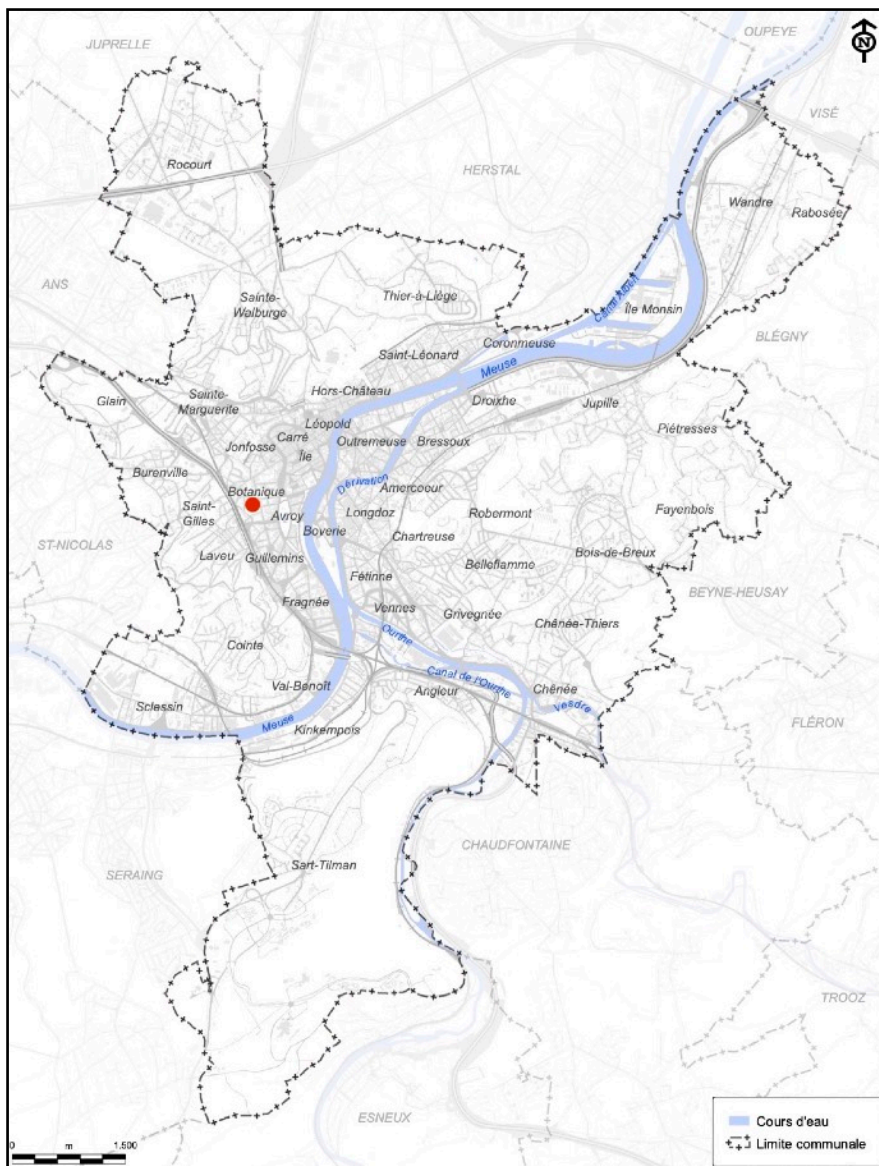 JUPRELLE
OUPEYE
N
VISÉ
Rocourt
HERSTAL
Wandre
Rabosée
ANS
Sainte-
Walburge
Thier-à-Liège
Canal Albert
Île Monsin
Coronmeuse
Saint-Léonard
Meuse
BLÉGNY
Glain
Sainte-
Marguerite
Hors-Château
Droixhe
Jupille
Léopold
Carré
Outremeuse
Bressoux
Piétresses
Jonfosse
Île
Burenville
Dérivation
Botanique
Amercoeur
Saint-
Gilles
Avroy
Longdoz
Robermont
Fayenbois
Boverie
Chartreuse
ST-NICOLAS
Laveu
Guillemins
Bois-de-Breux
Belleflamme
Fétinne
BEYNE-HEUSAY
Fragnée
Vennes
Grivegnée
Chênée-Thiers
Ourthe
Cointe
Canal de l'Ourthe
Val-Benoît
Angleur
Chênée
Vesdre
Sclessin
Meuse
Kinkempois
FLÉRON
CHAUDFONTAINE
Sart-Tilman
SERAING
TROOZ
ESNEUX
Cours d'eau
Limite communale
0 m 1.500